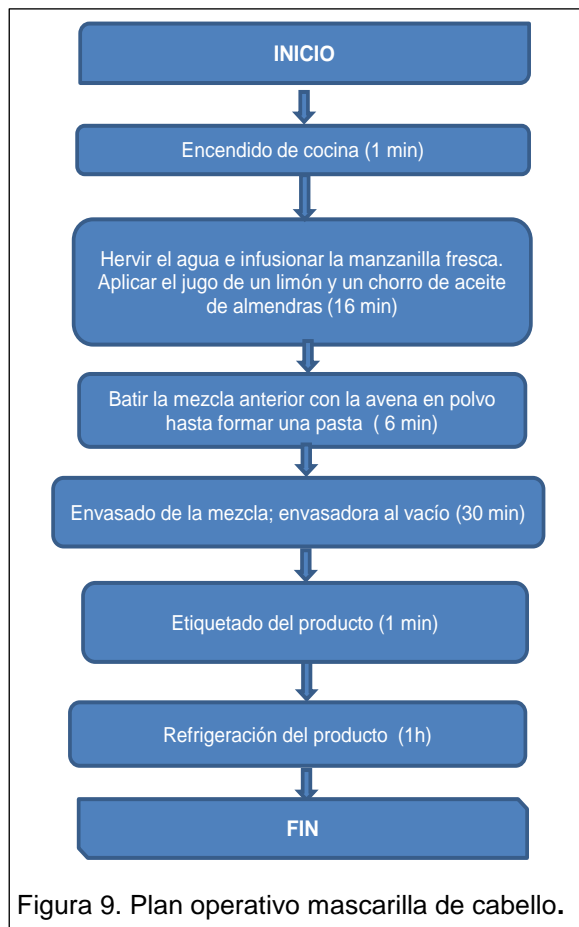 INICIO
Encendido de cocina (1 min)
Hervir el agua e infusionar la manzanilla fresca.
Aplicar el jugo de un limón y un chorro de aceite
de almendras (16 min)
Batir la mezcla anterior con la avena en polvo
hasta formar una pasta ( 6 min)
Envasado de la mezcla; envasadora al vacío (30 min)
Etiquetado del producto (1 min)
Refrigeración del producto (1h)
FIN
Figura 9. Plan operativo mascarilla de cabello.